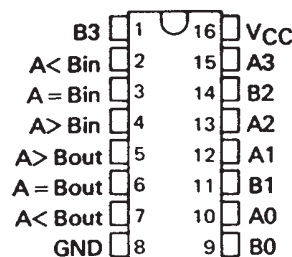 B3 1 16 VCC
A< Bin 2 15 A3
A = Bin 3 14 B2
A> Bin 4 13 A2
A> Bout 5 12 A1
A = Bout 6 11 B1
A< Bout 7 10 A0
GND 8 9 B0